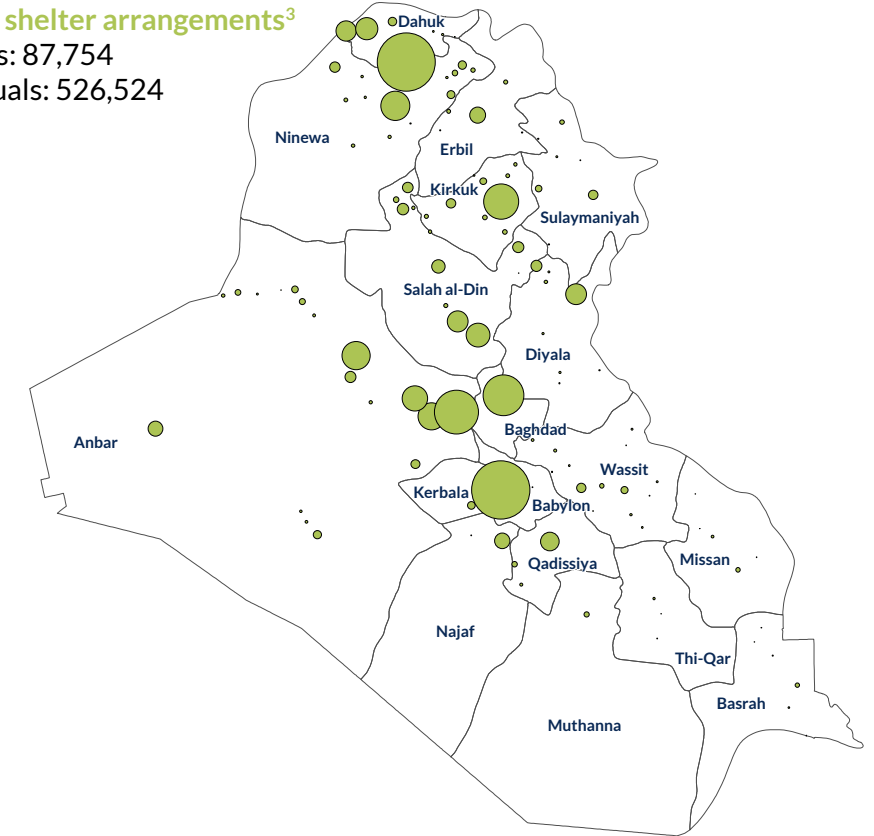 shelter arrangements³
s: 87,754
uals: 526,524
Dahuk
Ninewa
Erbil
Kirkuk
Sulaymaniyah
Salah al-Din
Diyala
Anbar
Baghdad
Wassit
Kerbala
Babylon
Missan
Qadissiya
Najaf
Thi-Qar
Basrah
Muthanna